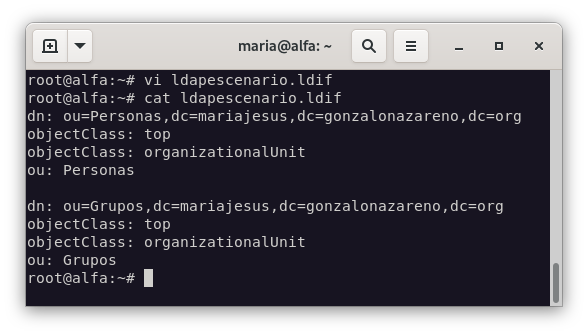 maria@alfa: ~
root@alfa:~# vi ldapescenario.ldif
root@alfa:~# cat ldapescenario.ldif
dn: ou=Personas,dc=mariajesus,dc=gonzalonazareno,dc=org
objectClass: top
objectClass: organizationalUnit
ou: Personas

dn: ou=Grupos,dc=mariajesus,dc=gonzalonazareno,dc=org
objectClass: top
objectClass: organizationalUnit
ou: Grupos
root@alfa:~#